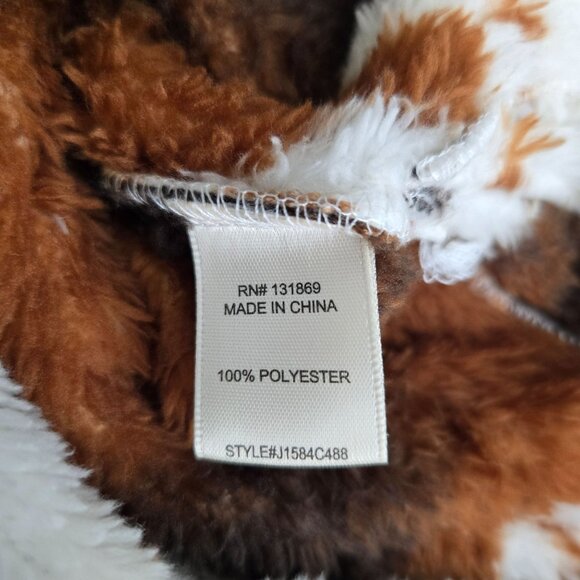 RN# 131869
MADE IN CHINA
100% POLYESTER
STYLE#J1584C488